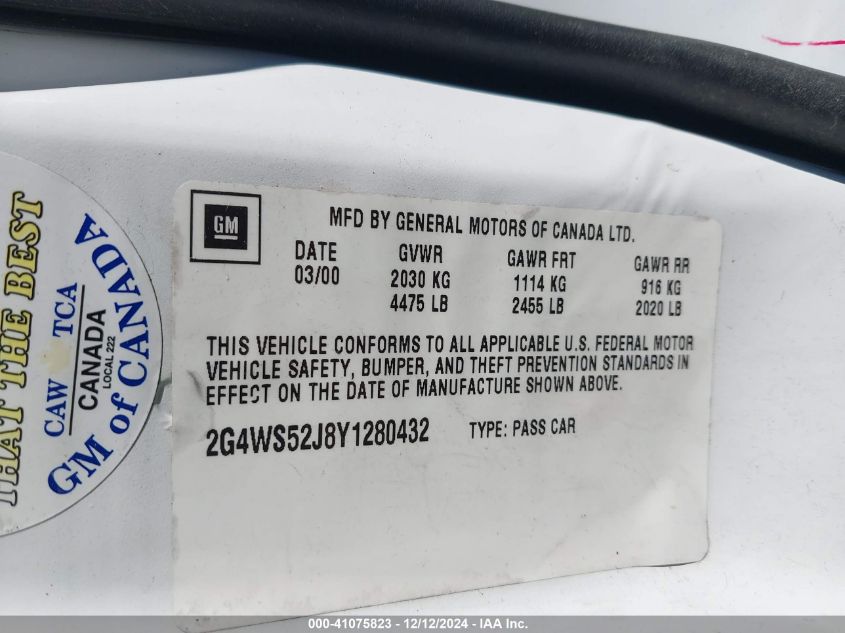 THAT THE BEST
CAW TCA
CANADA
LOCAL 222
GM of CANADA
GM
MFD BY GENERAL MOTORS OF CANADA LTD.
DATE GVWR GAWR FRT GAWR RR
03/00 2030 KG 1114 KG 916 KG
4475 LB 2455 LB 2020 LB
THIS VEHICLE CONFORMS TO ALL APPLICABLE U.S. FEDERAL MOTOR
VEHICLE SAFETY, BUMPER, AND THEFT PREVENTION STANDARDS IN
EFFECT ON THE DATE OF MANUFACTURE SHOWN ABOVE.
2G4WS52J8Y1280432 TYPE: PASS CAR
000-41075823 - 12/12/2024 - IAA Inc.